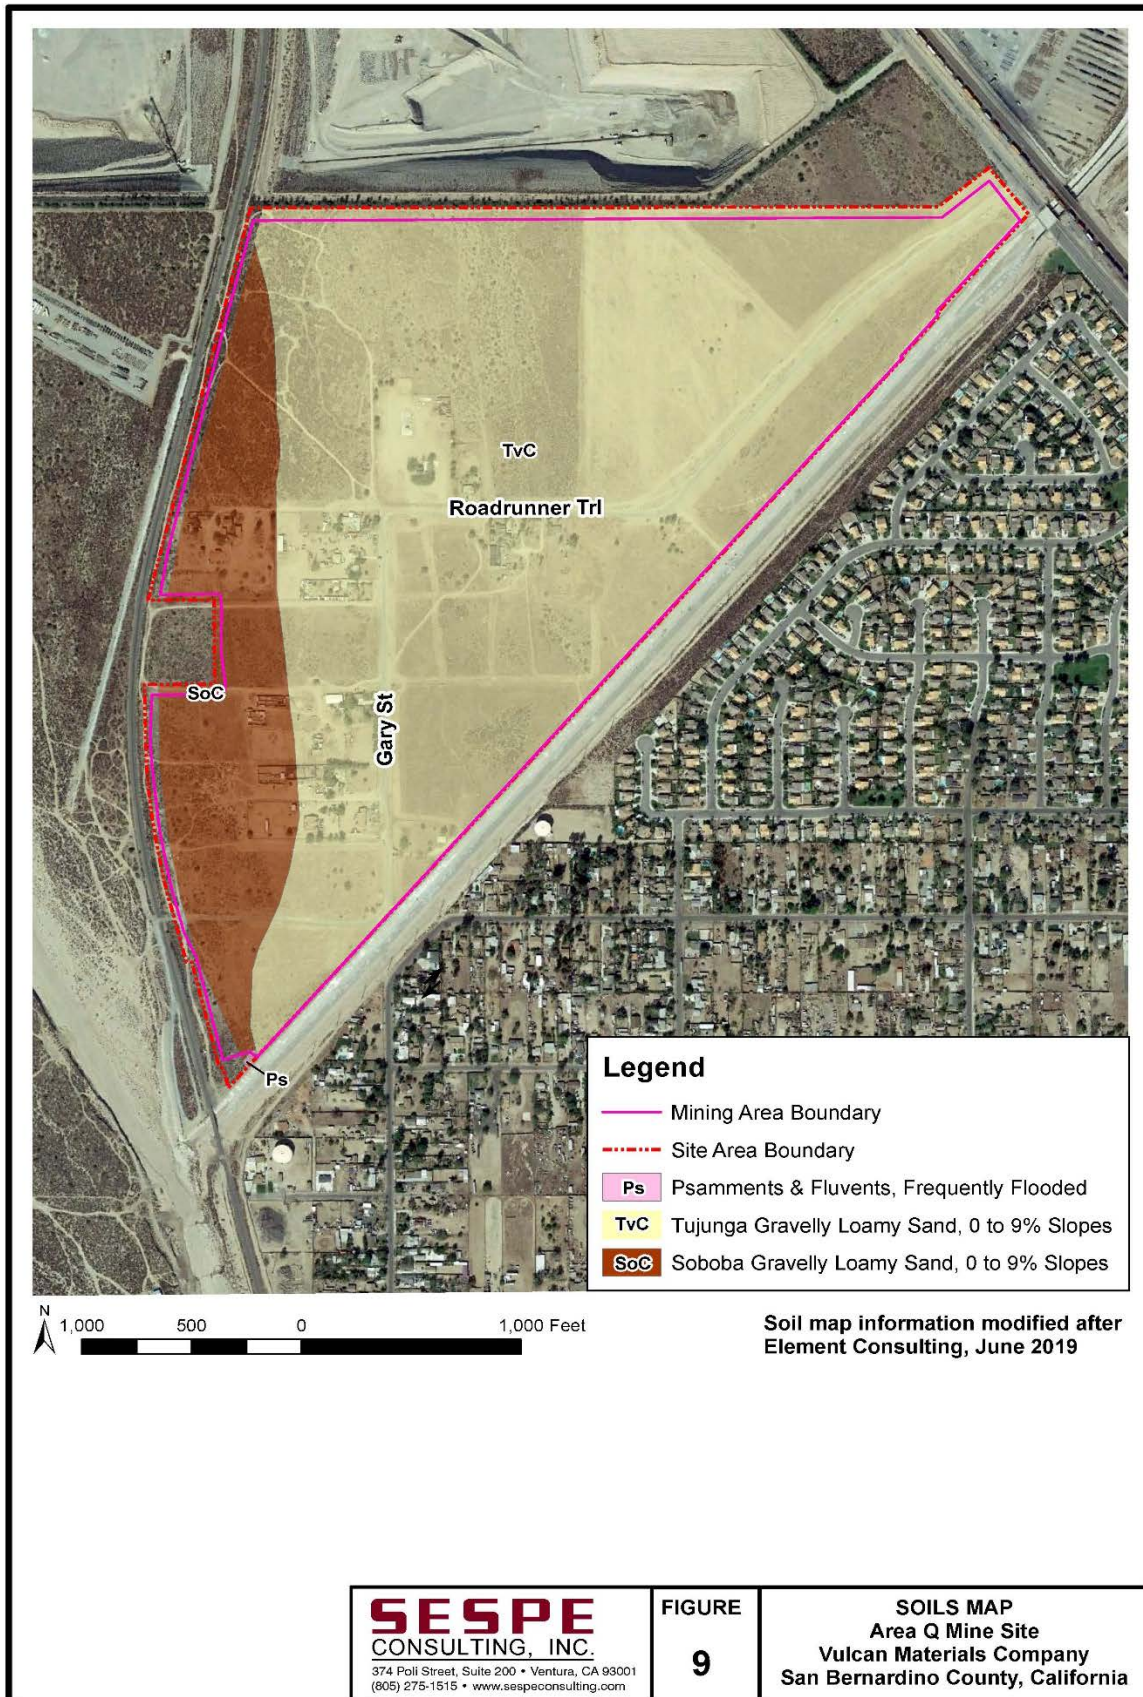 TvC
Roadrunner Trl
SoC
Gary St
Ps
Legend
Mining Area Boundary
Site Area Boundary
Ps Psamments & Fluvents, Frequently Flooded
TvC Tujunga Gravelly Loamy Sand, 0 to 9% Slopes
SoC Soboba Gravelly Loamy Sand, 0 to 9% Slopes
N
1,000 500 0 1,000 Feet
Soil map information modified after
Element Consulting, June 2019
SESPE
CONSULTING, INC.
374 Poli Street, Suite 200 • Ventura, CA 93001
(805) 275-1515 • www.sespeconsulting.com
FIGURE
9
SOILS MAP
Area Q Mine Site
Vulcan Materials Company
San Bernardino County, California